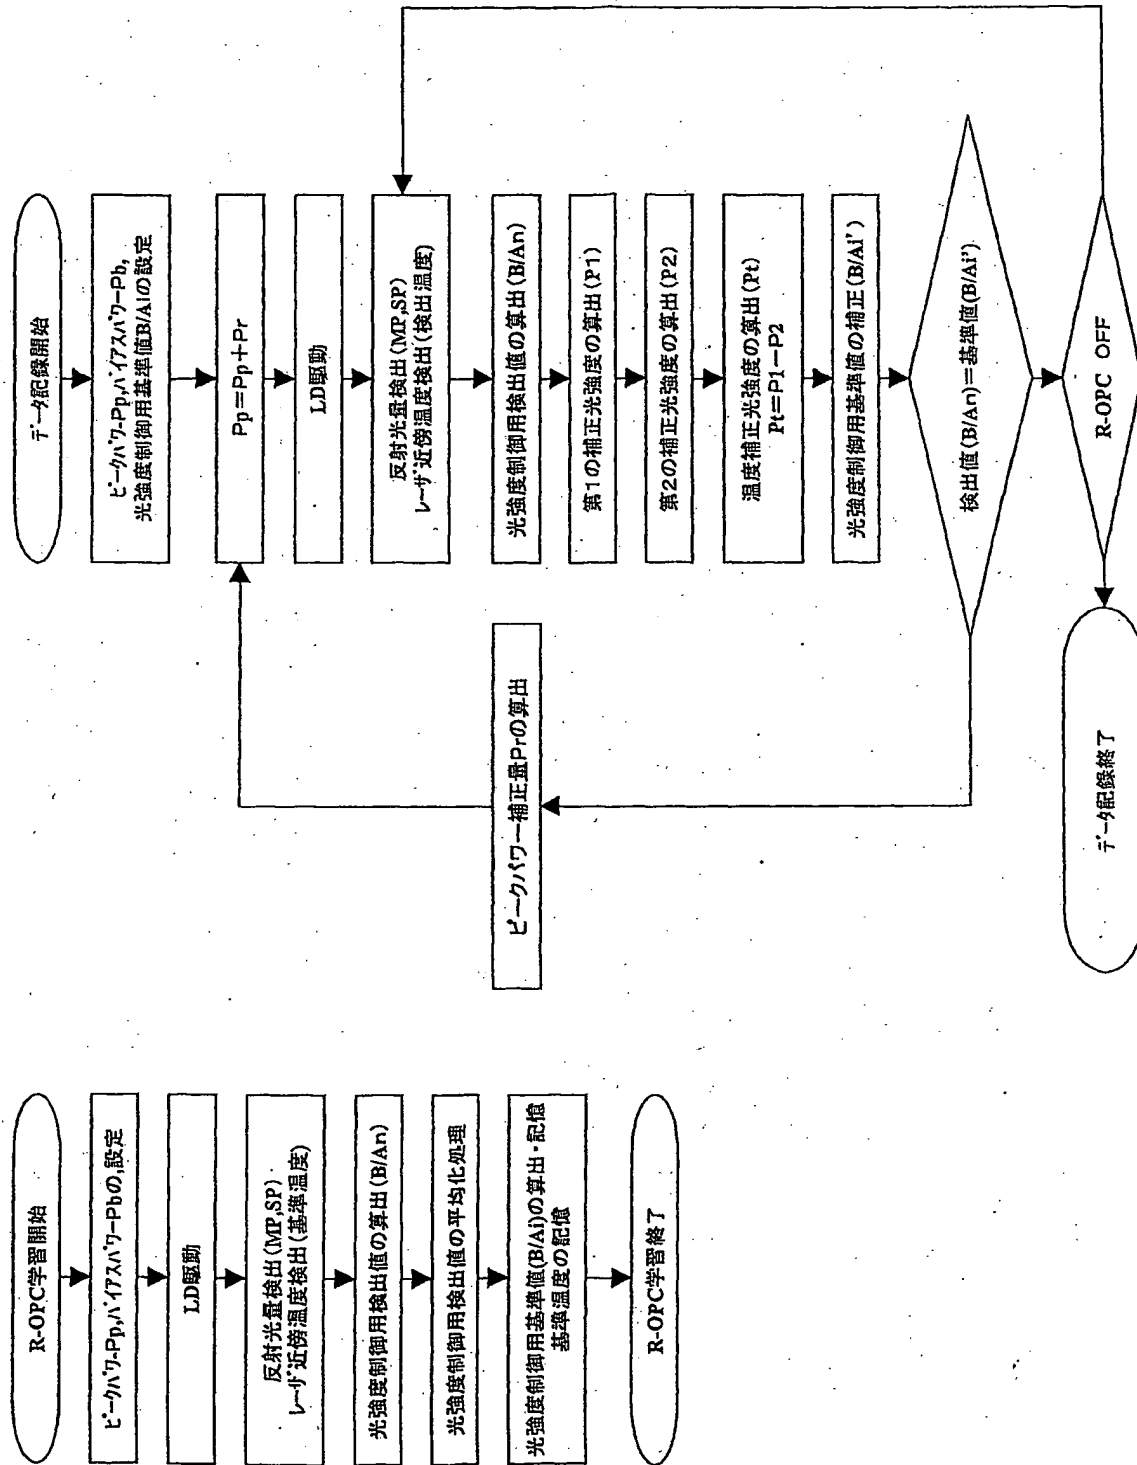 R-OPC学習開始
ピークパワーPp,バイアスパワーPbの,設定
LD駆動
反射光量検出(MP,SP)
レーザ近傍温度検出(基準温度)
光強度制御用検出値の算出(B/An)
光強度制御用検出値の平均化処理
光強度制御用基準値(B/Ai)の算出・記憶
基準温度の記憶
R-OPC学習終了
データ記録開始
ピークパワーPp,バイアスパワーPb,
光強度制御用基準値B/Aiの設定
Pp=Pp+Pr
LD駆動
反射光量検出(MP,SP)
レーザ近傍温度検出(検出温度)
光強度制御用検出値の算出(B/An)
第1の補正光強度の算出(P1)
第2の補正光強度の算出(P2)
温度補正光強度の算出(Pt)
Pt=P1-P2
光強度制御用基準値の補正(B/Ai')
検出値(B/An)=基準値(B/Ai')
R-OPC OFF
データ記録終了
ピークパワー補正量Prの算出